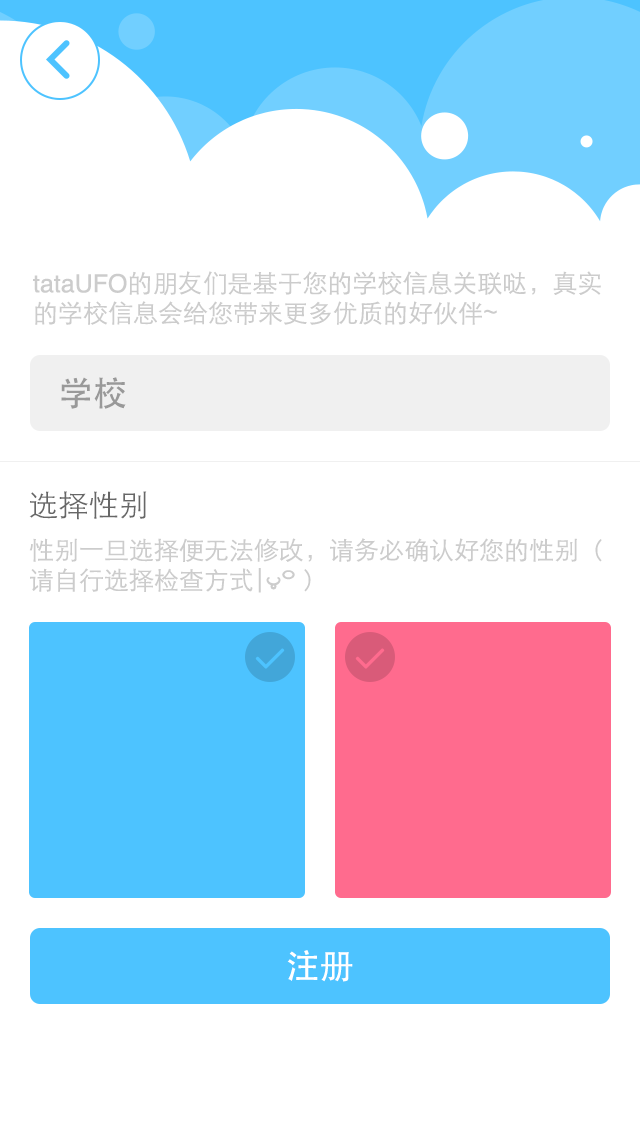 tataUFO的朋友们是基于您的学校信息关联哒，真实
的学校信息会给您带来更多优质的好伙伴~
学校
选择性别
性别一旦选择便无法修改，请务必确认好您的性别（
请自行选择检查方式|ᴗº ）
注册